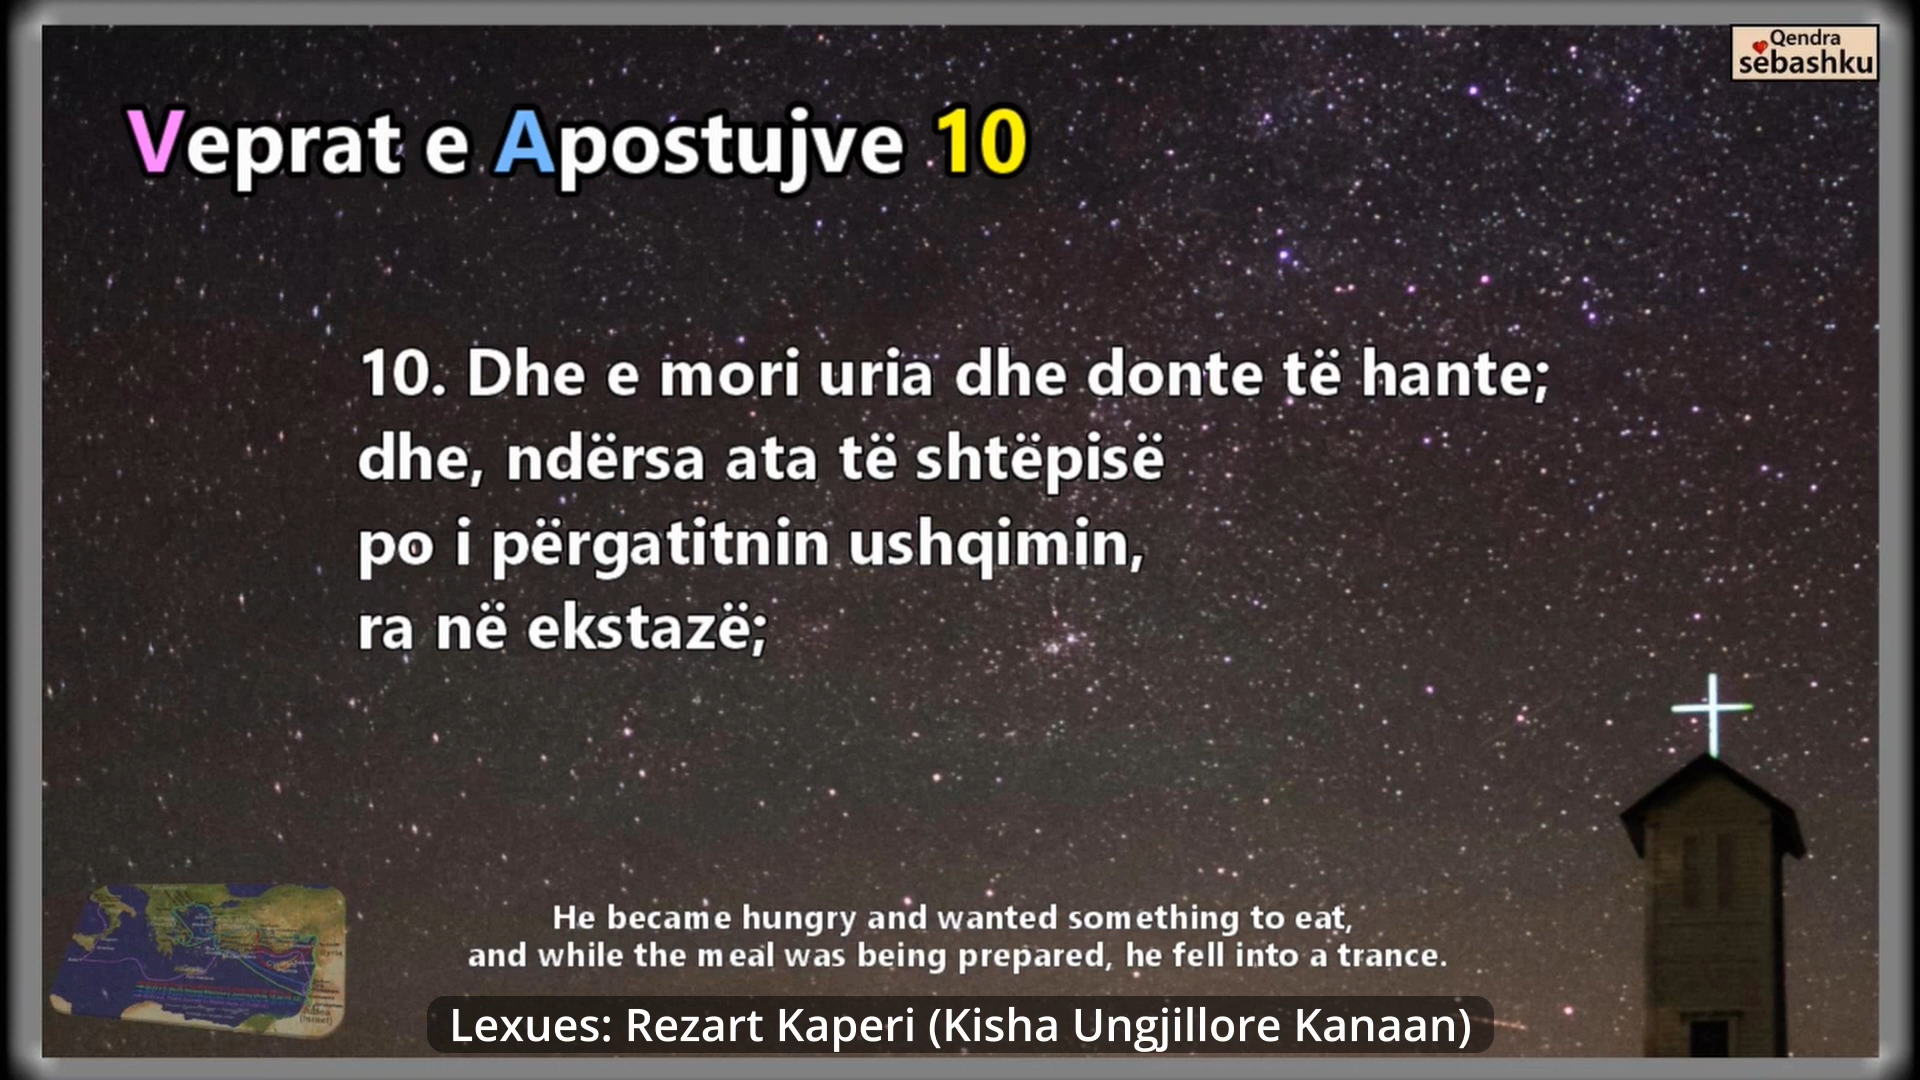 Qendra
sebashku
Veprat e Apostujve 10
10. Dhe e mori uria dhe donte të hante;
dhe, ndërsa ata të shtëpisë
po i përgatitnin ushqimin,
ra në ekstazë;
He became hungry and wanted something to eat,
and while the meal was being prepared, he fell into a trance.
Lexues: Rezart Kaperi (Kisha Ungjillore Kanaan)